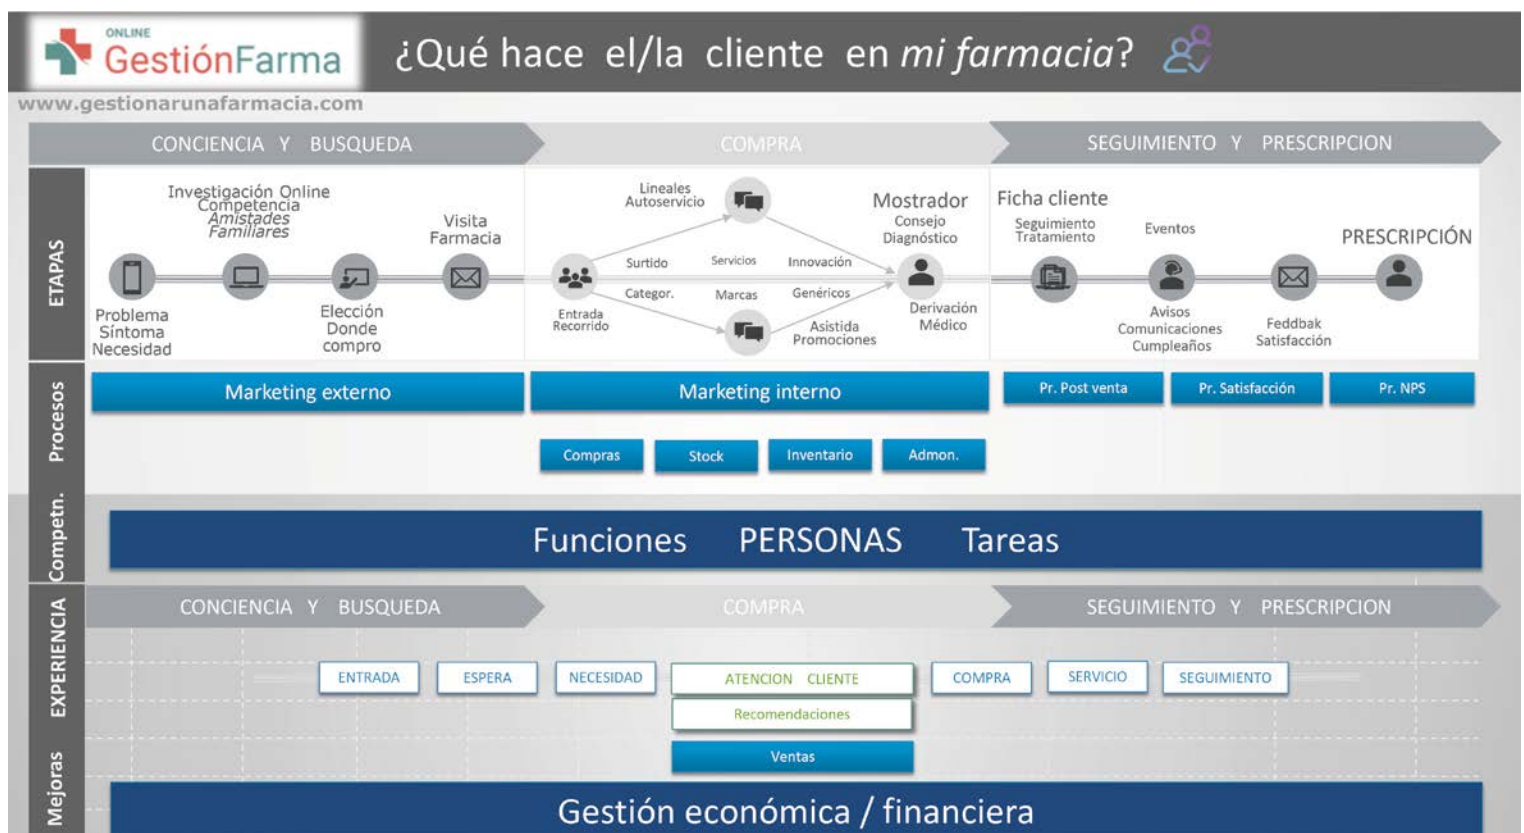 ONLINE
GestiónFarma
¿Qué hace el/la cliente en mi farmacia?
www.gestionarunafarmacia.com
CONCIENCIA Y BUSQUEDA
COMPRA
SEGUIMIENTO Y PRESCRIPCION
ETAPAS
Investigación Online
Competencia
Amistades
Familiares
Visita
Farmacia
Problema
Síntoma
Necesidad
Elección
Donde
compro
Lineales
Autoservicio
Mostrador
Consejo
Diagnóstico
Surtido
Servicios
Innovación
Categor.
Marcas
Genéricos
Entrada
Recorrido
Asistida
Promociones
Derivación
Médico
Ficha cliente
Seguimiento
Tratamiento
Eventos
PRESCRIPCIÓN
Avisos
Comunicaciones
Cumpleaños
Feddbak
Satisfacción
Procesos
Marketing externo
Marketing interno
Pr. Post venta
Pr. Satisfacción
Pr. NPS
Compras
Stock
Inventario
Admon.
Competn.
Funciones PERSONAS Tareas
EXPERIENCIA
CONCIENCIA Y BUSQUEDA
COMPRA
SEGUIMIENTO Y PRESCRIPCION
ENTRADA
ESPERA
NECESIDAD
ATENCION CLIENTE
COMPRA
SERVICIO
SEGUIMIENTO
Recomendaciones
Ventas
Mejoras
Gestión económica / financiera